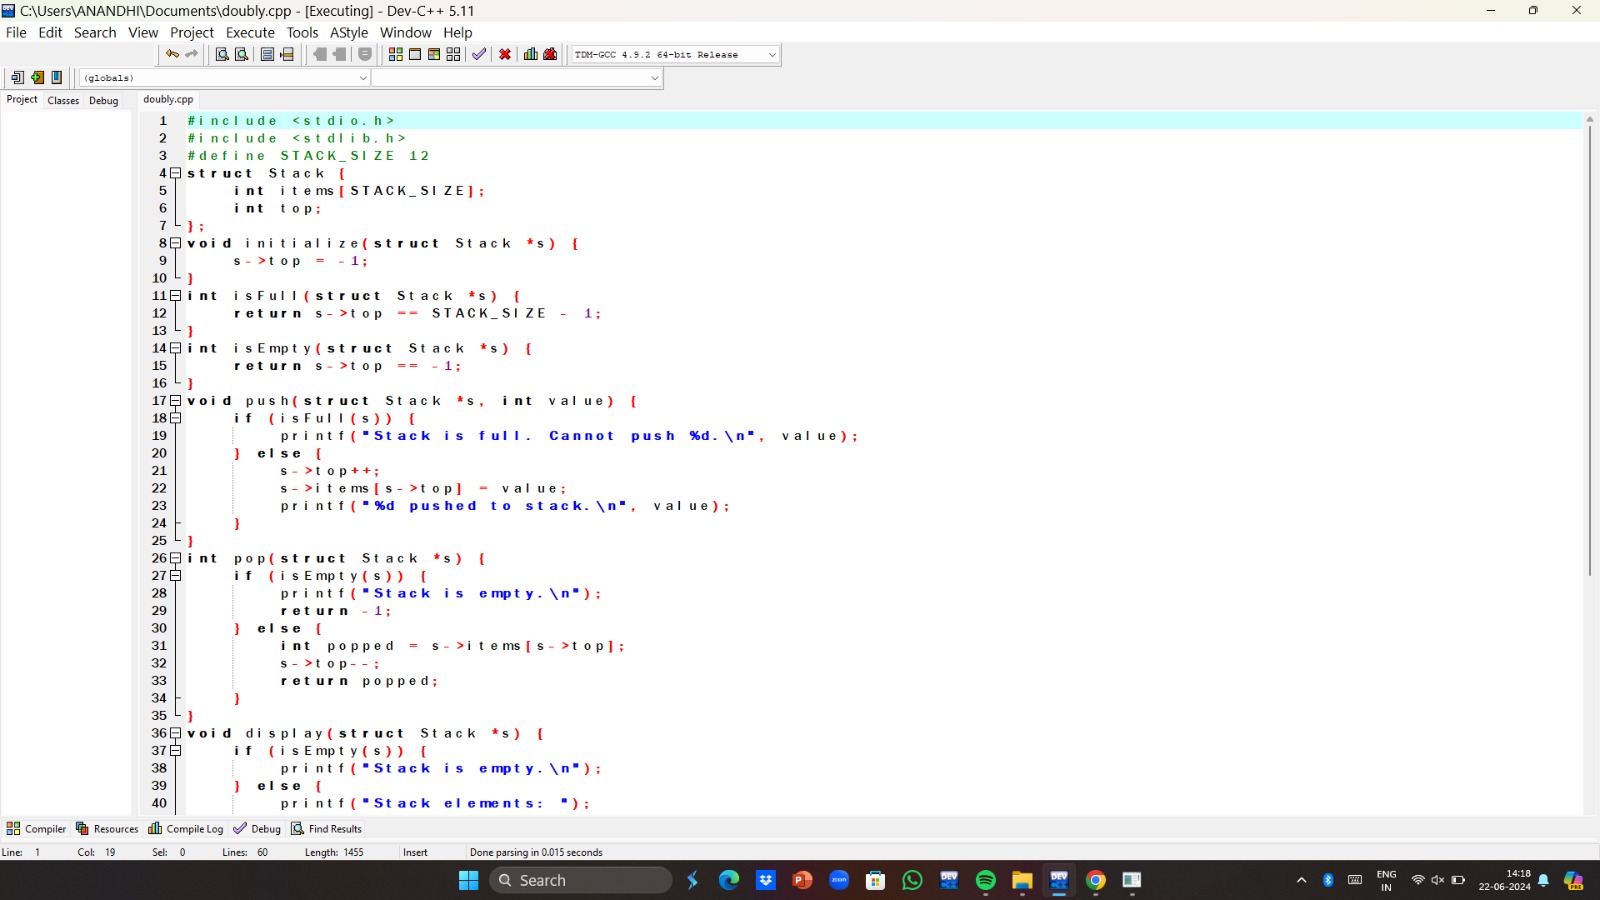 C:\Users\ANANDHI\Documents\doubly.cpp - [Executing] - Dev-C++ 5.11
File Edit Search View Project Execute Tools AStyle Window Help
TDM-GCC 4.9.2 64-bit Release
(globals)
Project Classes Debug doubly.cpp
1 #include <stdio.h>
2 #include <stdlib.h>
3 #define STACK_SIZE 12
4 struct Stack {
5 int items[STACK_SIZE];
6 int top;
7 };
8 void initialize(struct Stack *s) {
9 s->top = -1;
10 }
11 int isFull(struct Stack *s) {
12 return s->top == STACK_SIZE - 1;
13 }
14 int isEmpty(struct Stack *s) {
15 return s->top == -1;
16 }
17 void push(struct Stack *s, int value) {
18 if (isFull(s)) {
19 printf("Stack is full. Cannot push %d.\n", value);
20 } else {
21 s->top++;
22 s->items[s->top] = value;
23 printf("%d pushed to stack.\n", value);
24 }
25 }
26 int pop(struct Stack *s) {
27 if (isEmpty(s)) {
28 printf("Stack is empty.\n");
29 return -1;
30 } else {
31 int popped = s->items[s->top];
32 s->top--;
33 return popped;
34 }
35 }
36 void display(struct Stack *s) {
37 if (isEmpty(s)) {
38 printf("Stack is empty.\n");
39 } else {
40 printf("Stack elements: ");
Compiler Resources Compile Log Debug Find Results
Line: 1 Col: 19 Sel: 0 Lines: 60 Length: 1455 Insert Done parsing in 0.015 seconds
Search zoom DEV DEV ENG 14:18
IN 22-06-2024 PRE